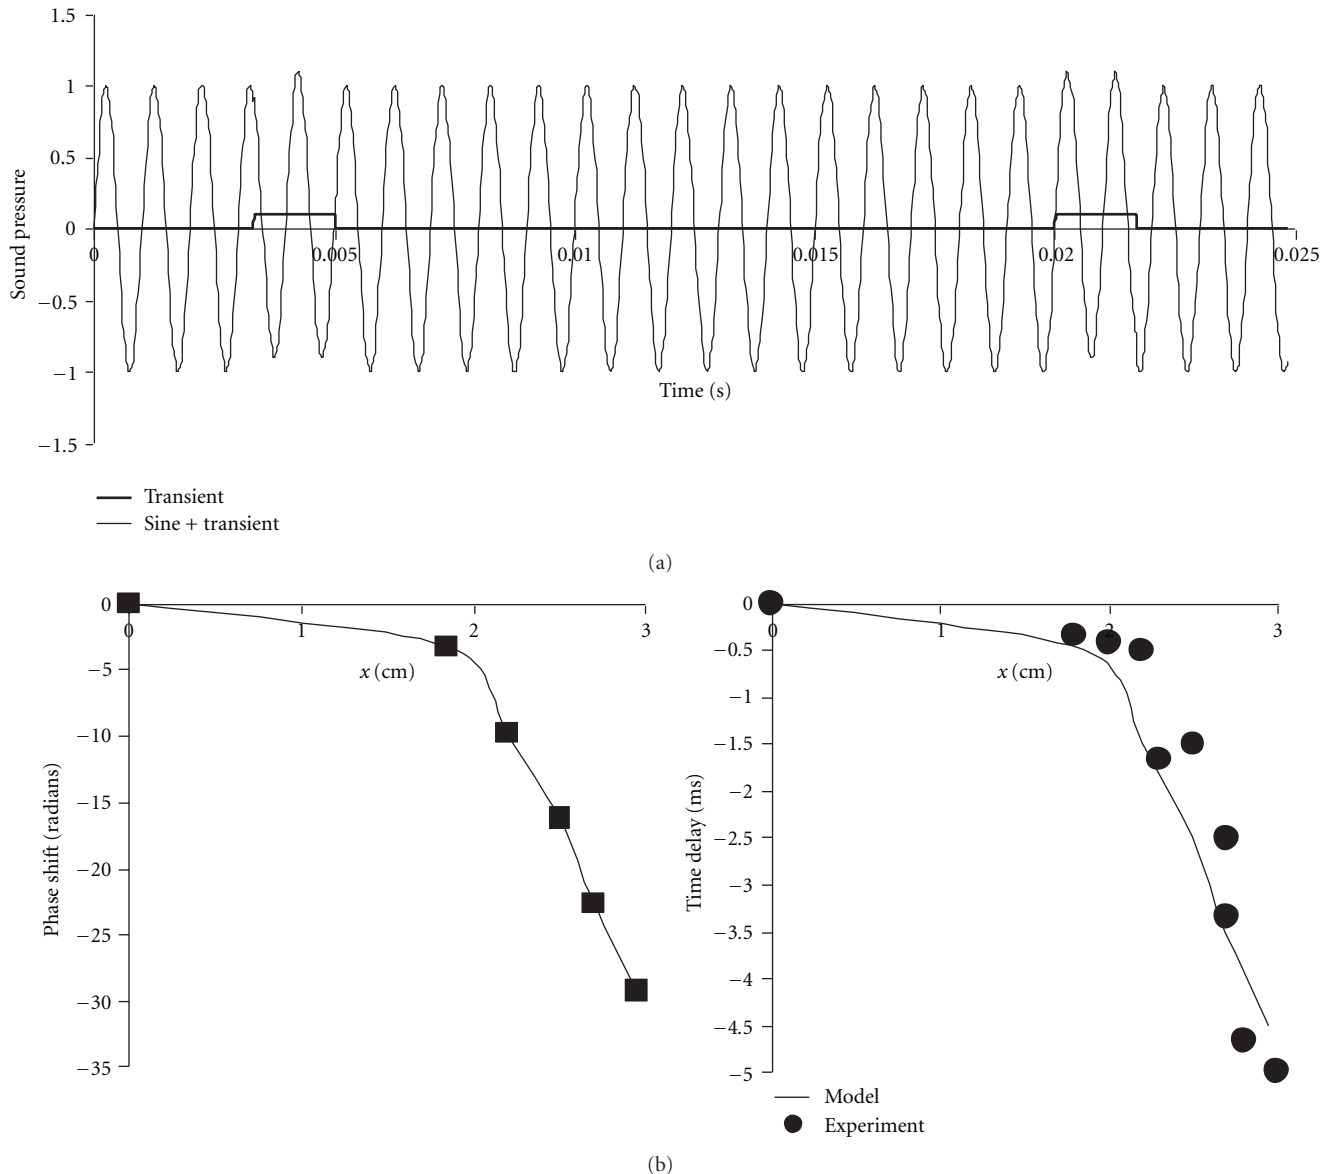 1.5
1
0.5
0
−0.5
−1
−1.5
Sound pressure
0 0.005 0.01 0.015 0.02 0.025
Time (s)
Transient
Sine + transient
(a)
0
−5
−10
−15
−20
−25
−30
−35
Phase shift (radians)
0 1 2 3
x (cm)
0
−0.5
−1
−1.5
−2
−2.5
−3
−3.5
−4
−4.5
−5
Time delay (ms)
0 1 2 3
x (cm)
Model
Experiment
(b)